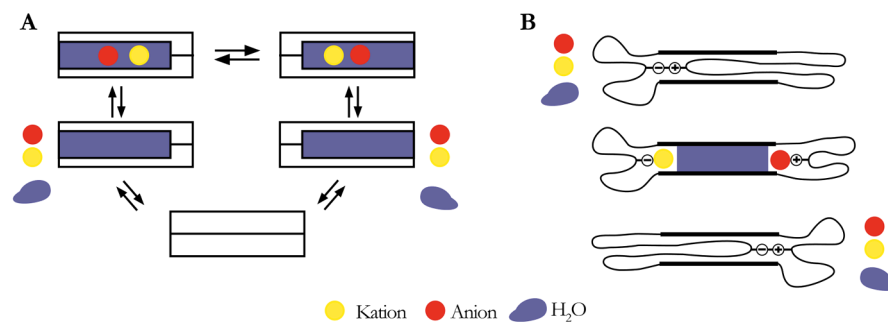 A
B
− +
− +
− +
Kation
Anion
H₂O